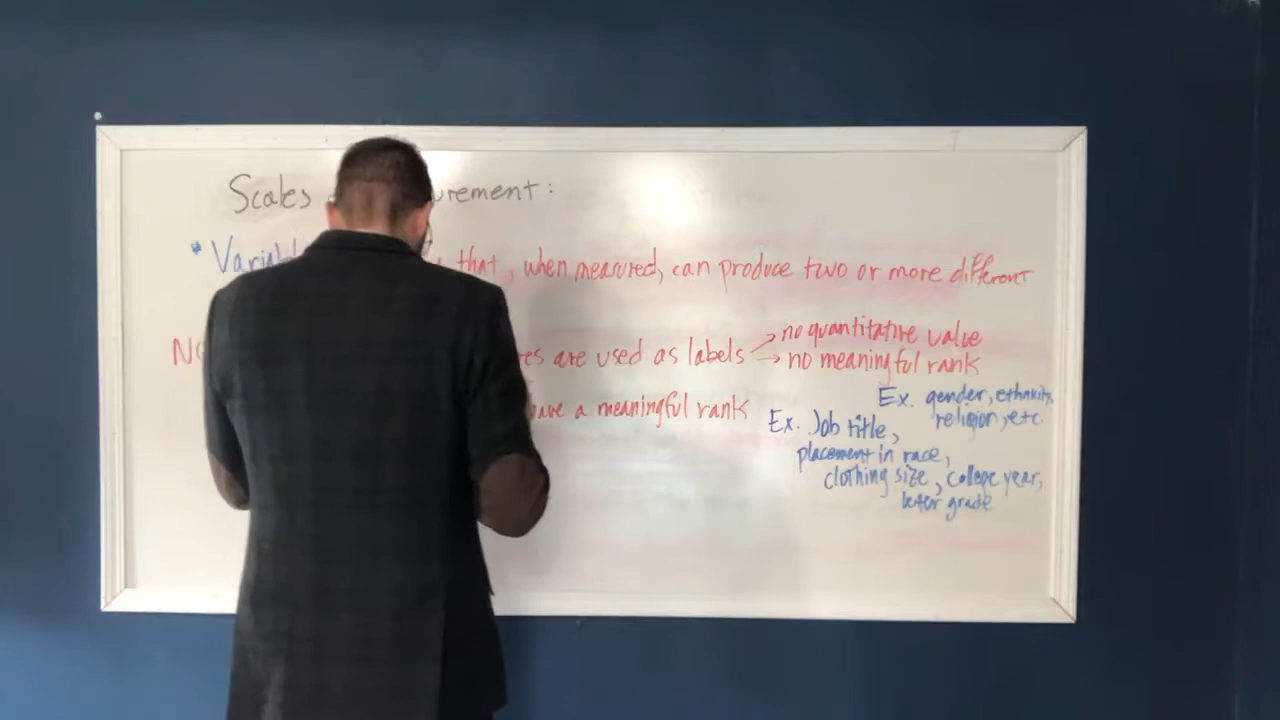 Scales urement:
• Variabl that, when measured, can produce two or more different
no quantitative value
No es are used as labels → no meaningful rank
have a meaningful rank
Ex. gender, ethnicity,
religion, etc.
Ex. Job title,
placement in race,
clothing size, college year,
letter grade